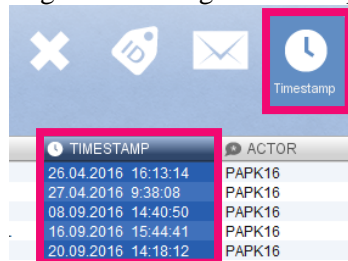 ID
Timestamp
TIMESTAMP ACTOR
26.04.2016 16:13:14 PAPK16
27.04.2016 9:38:08 PAPK16
08.09.2016 14:40:50 PAPK16
16.09.2016 15:44:41 PAPK16
20.09.2016 14:18:12 PAPK16